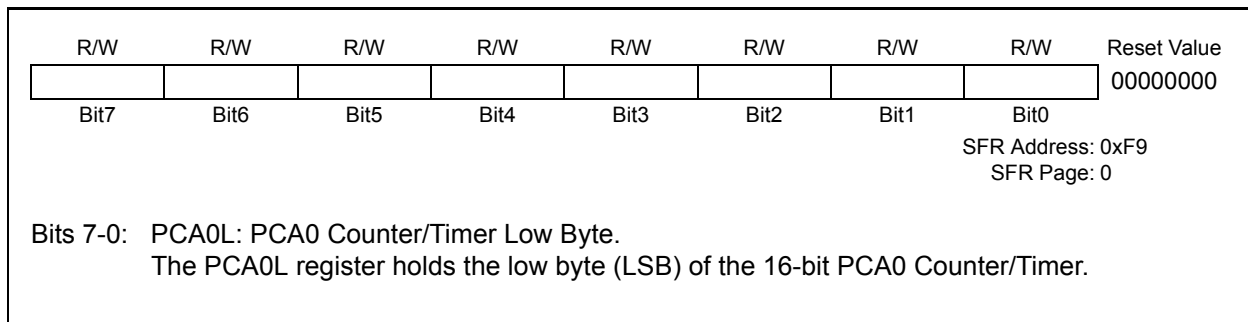 R/W R/W R/W R/W R/W R/W R/W R/W Reset Value
00000000
Bit7 Bit6 Bit5 Bit4 Bit3 Bit2 Bit1 Bit0
SFR Address: 0xF9
SFR Page: 0
Bits 7-0: PCA0L: PCA0 Counter/Timer Low Byte.
The PCA0L register holds the low byte (LSB) of the 16-bit PCA0 Counter/Timer.